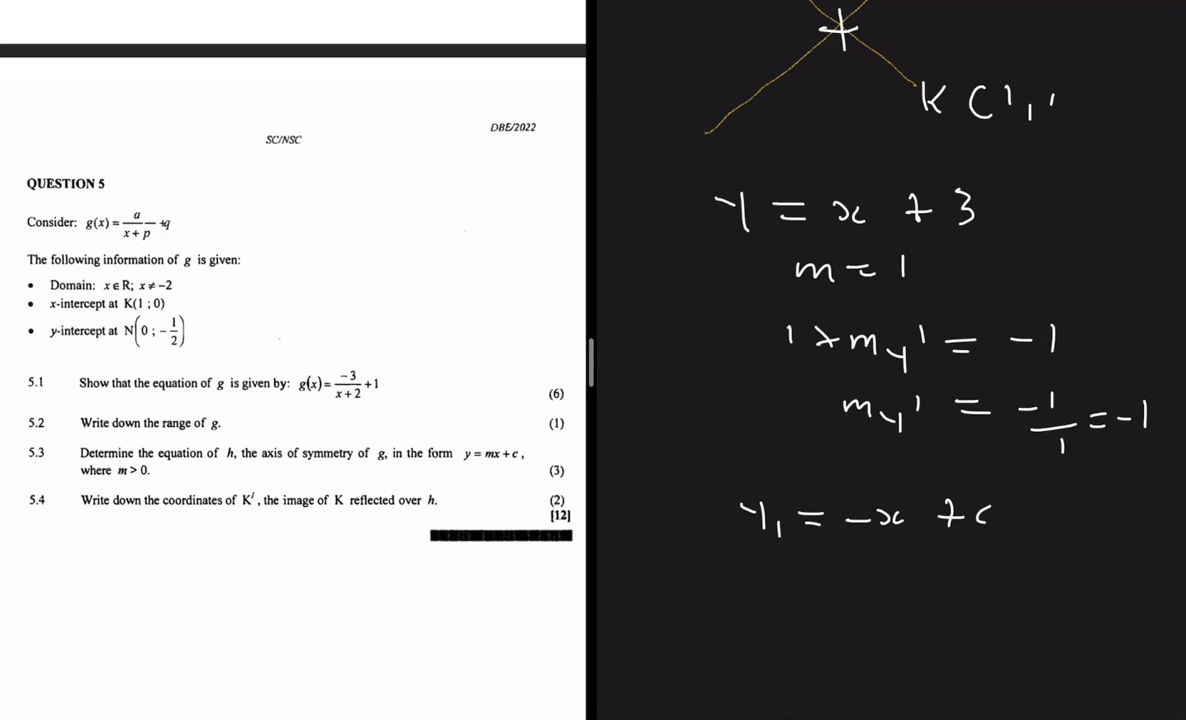 DBE/2022
SC/NSC
QUESTION 5
Consider: g(x) = a/(x + p) + q
The following information of g is given:
• Domain: x ∈ R; x ≠ −2
• x-intercept at K(1 ; 0)
• y-intercept at N(0 ; −1/2)
5.1 Show that the equation of g is given by: g(x) = −3/(x + 2) + 1 (6)
5.2 Write down the range of g. (1)
5.3 Determine the equation of h, the axis of symmetry of g, in the form y = mx + c,
where m > 0. (3)
5.4 Write down the coordinates of K′, the image of K reflected over h. (2)
[12]
K (1,
y = x + 3
m = 1
1 × my' = −1
my' = −1/1 = −1
y₁ = −x + c